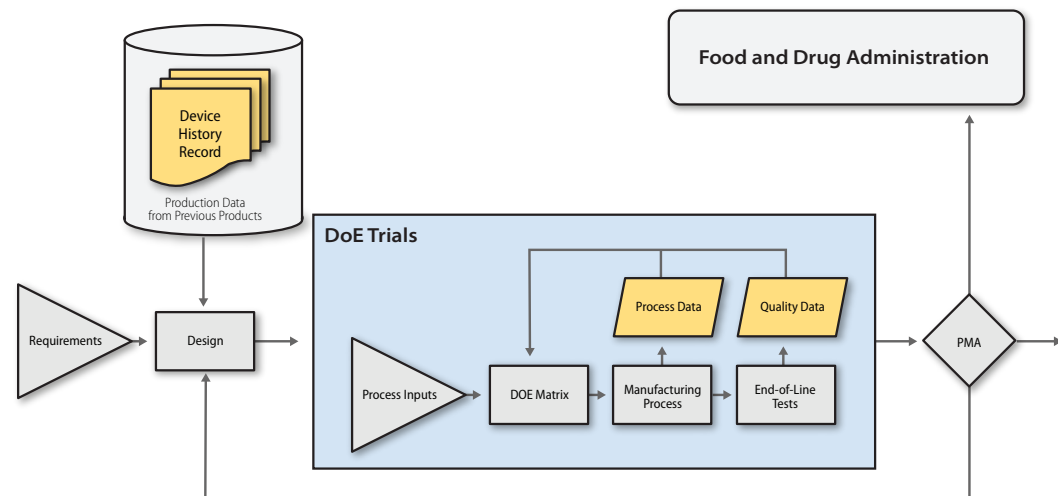 Device
History
Record
Production Data
from Previous Products
Food and Drug Administration
DoE Trials
Requirements
Design
Process Data
Quality Data
Process Inputs
DOE Matrix
Manufacturing
Process
End-of-Line
Tests
PMA